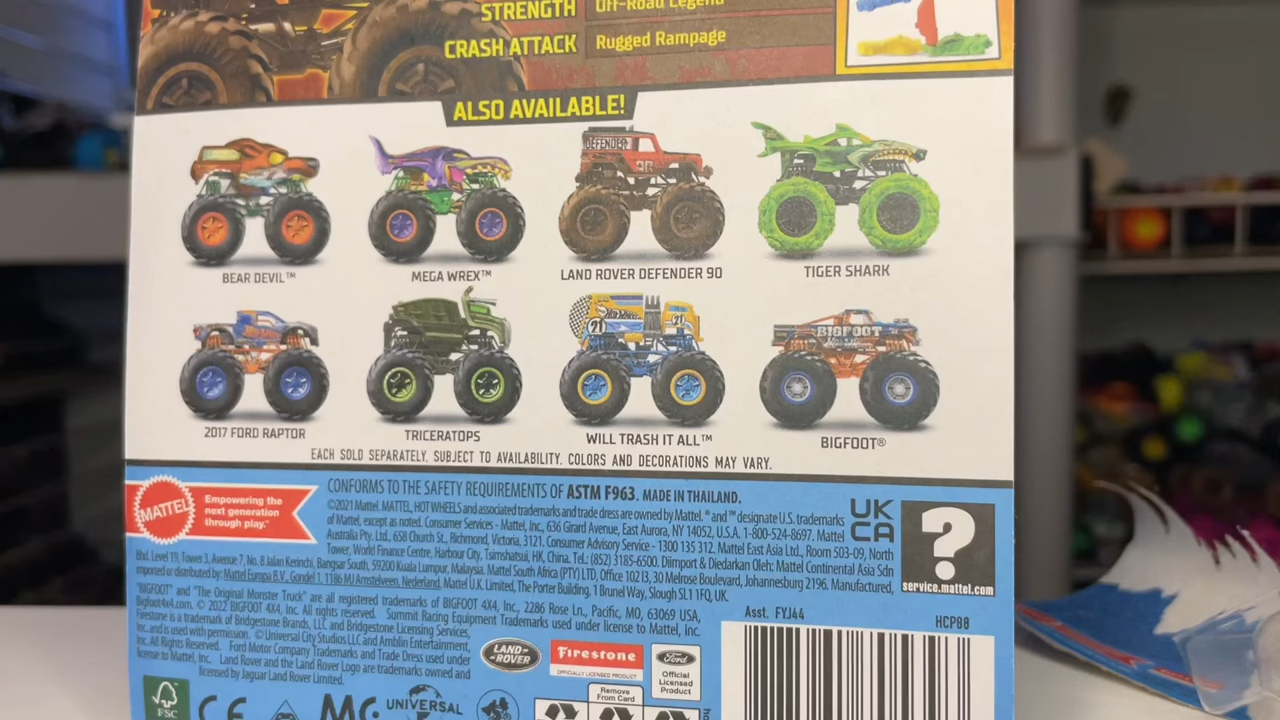 STRENGTH Off-Road Legend
CRASH ATTACK Rugged Rampage
ALSO AVAILABLE!
DEFENDER
90
BEAR DEVIL™
MEGA WREX™
LAND ROVER DEFENDER 90
TIGER SHARK
21
21
BIGFOOT
2017 FORD RAPTOR
TRICERATOPS
WILL TRASH IT ALL™
BIGFOOT®
EACH SOLD SEPARATELY. SUBJECT TO AVAILABILITY. COLORS AND DECORATIONS MAY VARY.
MATTEL
Empowering the
next generation
through play.™
CONFORMS TO THE SAFETY REQUIREMENTS OF ASTM F963. MADE IN THAILAND.
©2021 Mattel. MATTEL, HOT WHEELS and associated trademarks and trade dress are owned by Mattel. ® and ™ designate U.S. trademarks
of Mattel, except as noted. Consumer Services - Mattel, Inc., 636 Girard Avenue, East Aurora, NY 14052, U.S.A. 1-800-524-8697. Mattel
Australia Pty. Ltd., 658 Church St., Richmond, Victoria, 3121. Consumer Advisory Service - 1300 135 312. Mattel East Asia Ltd., Room 503-09, North
Tower, World Finance Centre, Harbour City, Tsimshatsui, HK, China. Tel.: (852) 3185-6500. Diimport & Diedarkan Oleh: Mattel Continental Asia Sdn
Bhd. Level 19, Tower 3, Avenue 7, No. 8 Jalan Kerinchi, Bangsar South, 59200 Kuala Lumpur, Malaysia. Mattel South Africa (PTY) LTD, Office 102 I3, 30 Melrose Boulevard, Johannesburg 2196. Manufactured,
imported or distributed by: Mattel Europa B.V., Gondel 1, 1186 MJ Amstelveen, Nederland. Mattel U.K. Limited, The Porter Building, 1 Brunel Way, Slough SL1 1FQ, UK.
UK
CA
?
service.mattel.com
"BIGFOOT" and "The Original Monster Truck" are all registered trademarks of BIGFOOT 4X4, Inc., 2286 Rose Ln., Pacific, MO, 63069 USA,
Bigfoot4x4.com. © 2022 BIGFOOT 4X4, Inc. All rights reserved. Summit Racing Equipment Trademarks used under license to Mattel, Inc.
Firestone is a trademark of Bridgestone Brands, LLC and Bridgestone Licensing Services,
Inc. and is used with permission. © Universal City Studios LLC and Amblin Entertainment,
Inc. All Rights Reserved. Ford Motor Company Trademarks and Trade Dress used under
license to Mattel, Inc. Land Rover and the Land Rover Logo are trademarks owned and
licensed by Jaguar Land Rover Limited.
LAND-
ROVER
Firestone
OFFICIALLY LICENSED PRODUCT
Ford
Official
Licensed
Product
Asst. FYJ44
HCP88
FSC
CE
MC
UNIVERSAL
Remove
From Card